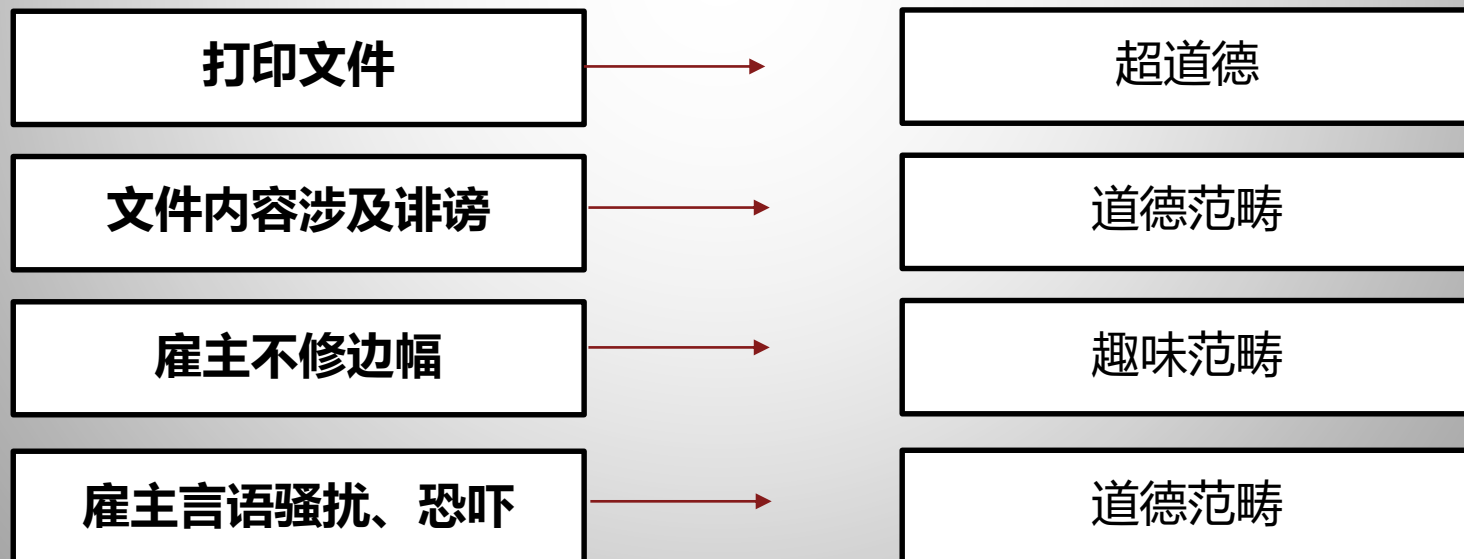 打印文件
超道德
文件内容涉及诽谤
道德范畴
雇主不修边幅
趣味范畴
雇主言语骚扰、恐吓
道德范畴